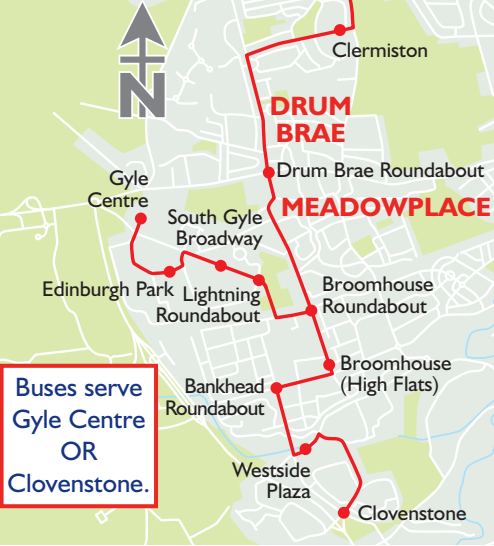 Clermiston
N
DRUM
BRAE
Drum Brae Roundabout
Gyle
Centre
MEADOWPLACE
South Gyle
Broadway
Edinburgh Park
Lightning
Roundabout
Broomhouse
Roundabout
Broomhouse
(High Flats)
Bankhead
Roundabout
Buses serve
Gyle Centre
OR
Clovenstone.
Westside
Plaza
Clovenstone